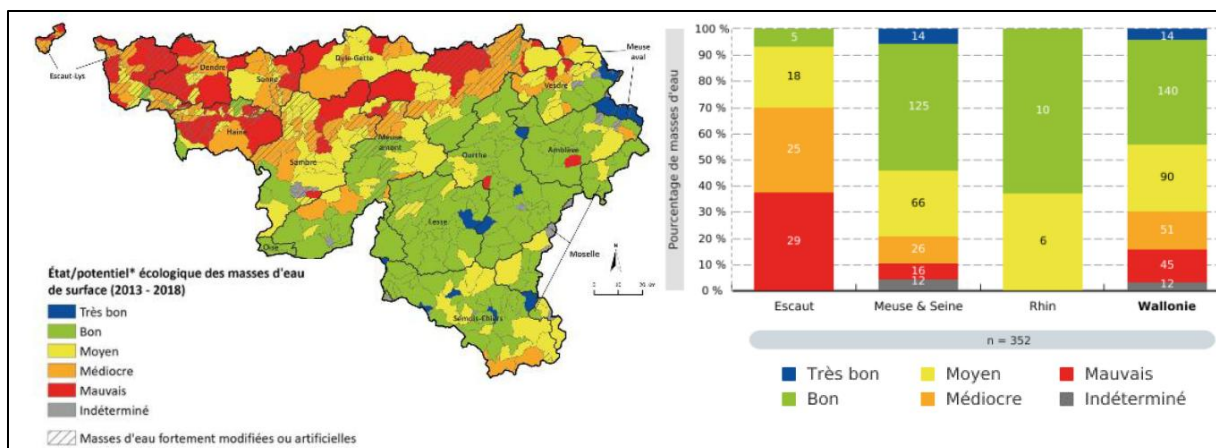 Escaut-Lys
Dendre
Senne
Dyle-Gette
Meuse
aval
Vesdre
Haine
Meuse
amont
Sambre
Ourthe
Amblève
Lesse
Oise
Moselle
Semois-Chiers
N
État/potentiel* écologique des masses d'eau
de surface (2013 - 2018)
Très bon
Bon
Moyen
Médiocre
Mauvais
Indéterminé
Masses d'eau fortement modifiées ou artificielles
Pourcentage de masses d'eau
100 %
90 %
80 %
70 %
60 %
50 %
40 %
30 %
20 %
10 %
0 %
5
18
25
29
14
125
66
26
16
12
10
6
14
140
90
51
45
12
Escaut
Meuse & Seine
Rhin
Wallonie
n = 352
Très bon
Moyen
Mauvais
Bon
Médiocre
Indéterminé